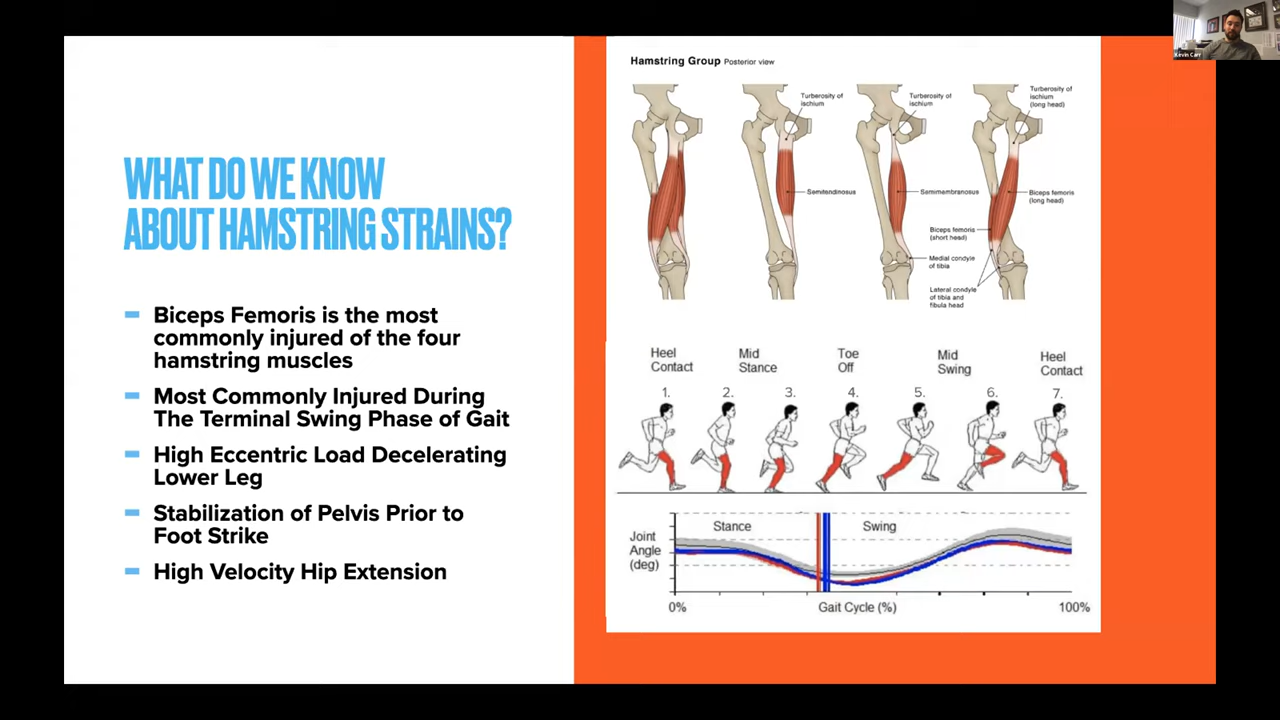 WHAT DO WE KNOW
ABOUT HAMSTRING STRAINS?
Biceps Femoris is the most
commonly injured of the four
hamstring muscles
Most Commonly Injured During
The Terminal Swing Phase of Gait
High Eccentric Load Decelerating
Lower Leg
Stabilization of Pelvis Prior to
Foot Strike
High Velocity Hip Extension
Hamstring Group Posterior view
Turberosity of
ischium
Semitendinosus
Turberosity of
ischium
Semimembranosus
Medial condyle
of tibia
Turberosity of
ischium
(long head)
Biceps femoris
(long head)
Biceps femoris
(short head)
Lateral condyle
of tibia and
fibula head
Heel
Contact
Mid
Stance
Toe
Off
Mid
Swing
Heel
Contact
1.
2.
3.
4.
5.
6.
7.
Stance
Swing
Joint
Angle
(deg)
0%
Gait Cycle (%)
100%
Kevin Carr